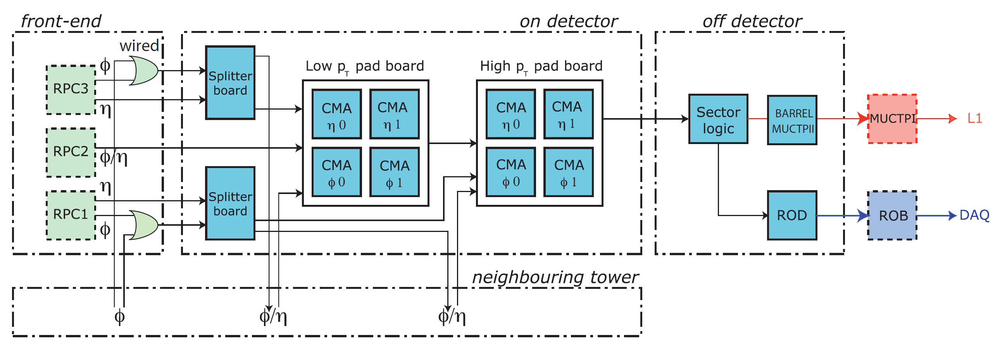 front-end
on detector
off detector
wired
ϕ
RPC3
η
RPC2
ϕ/η
η
RPC1
ϕ
Splitter
board
Splitter
board
Low pT pad board
CMA
η 0
CMA
η 1
CMA
ϕ 0
CMA
ϕ 1
High pT pad board
CMA
η 0
CMA
η 1
CMA
ϕ 0
CMA
ϕ 1
Sector
logic
BARREL
MUCTPII
MUCTPI
L1
ROD
ROB
DAQ
neighbouring tower
ϕ
ϕ/η
ϕ/η